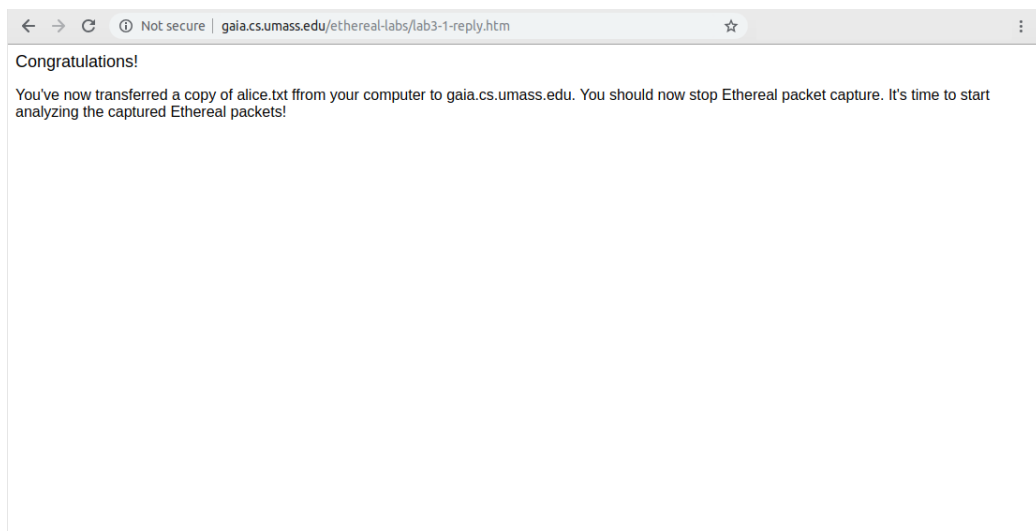 Not secure | gaia.cs.umass.edu/ethereal-labs/lab3-1-reply.htm
Congratulations!
You've now transferred a copy of alice.txt ffrom your computer to gaia.cs.umass.edu. You should now stop Ethereal packet capture. It's time to start
analyzing the captured Ethereal packets!